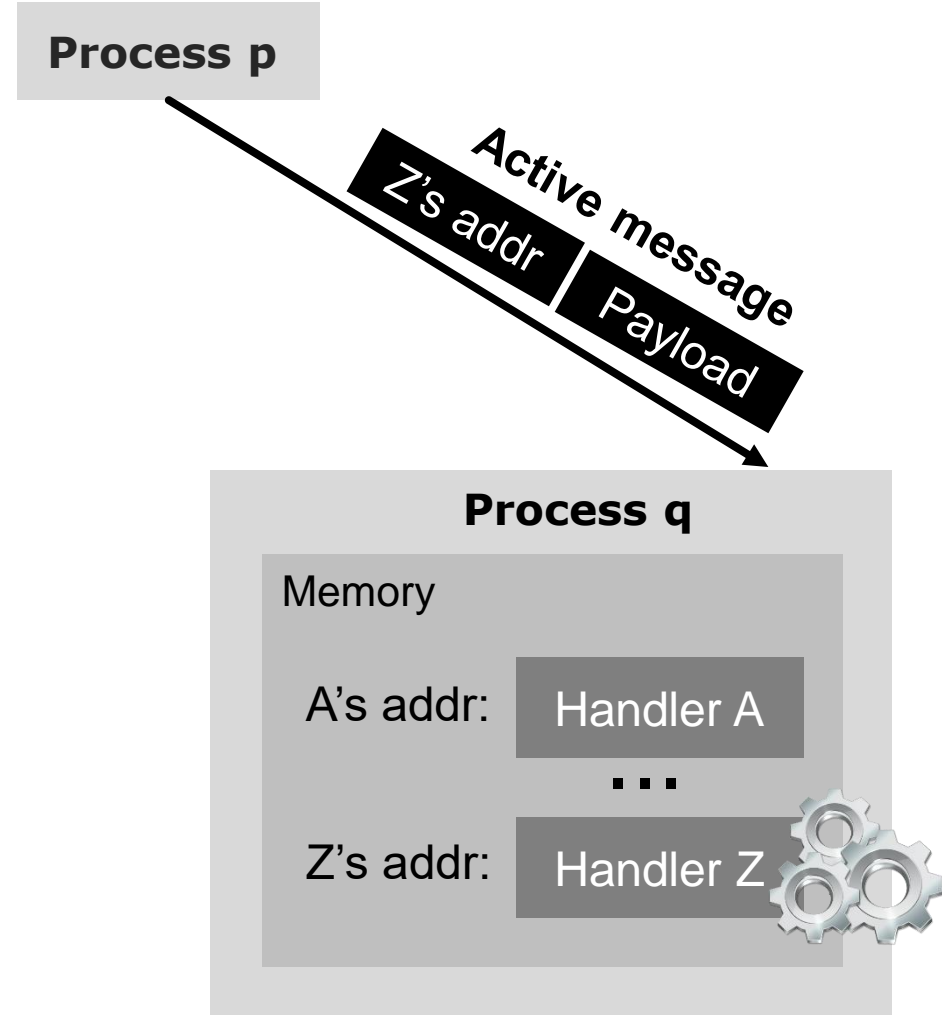 Process p
Active message
Z’s addr
Payload
Process q
Memory
A’s addr:
Handler A
...
Z’s addr:
Handler Z